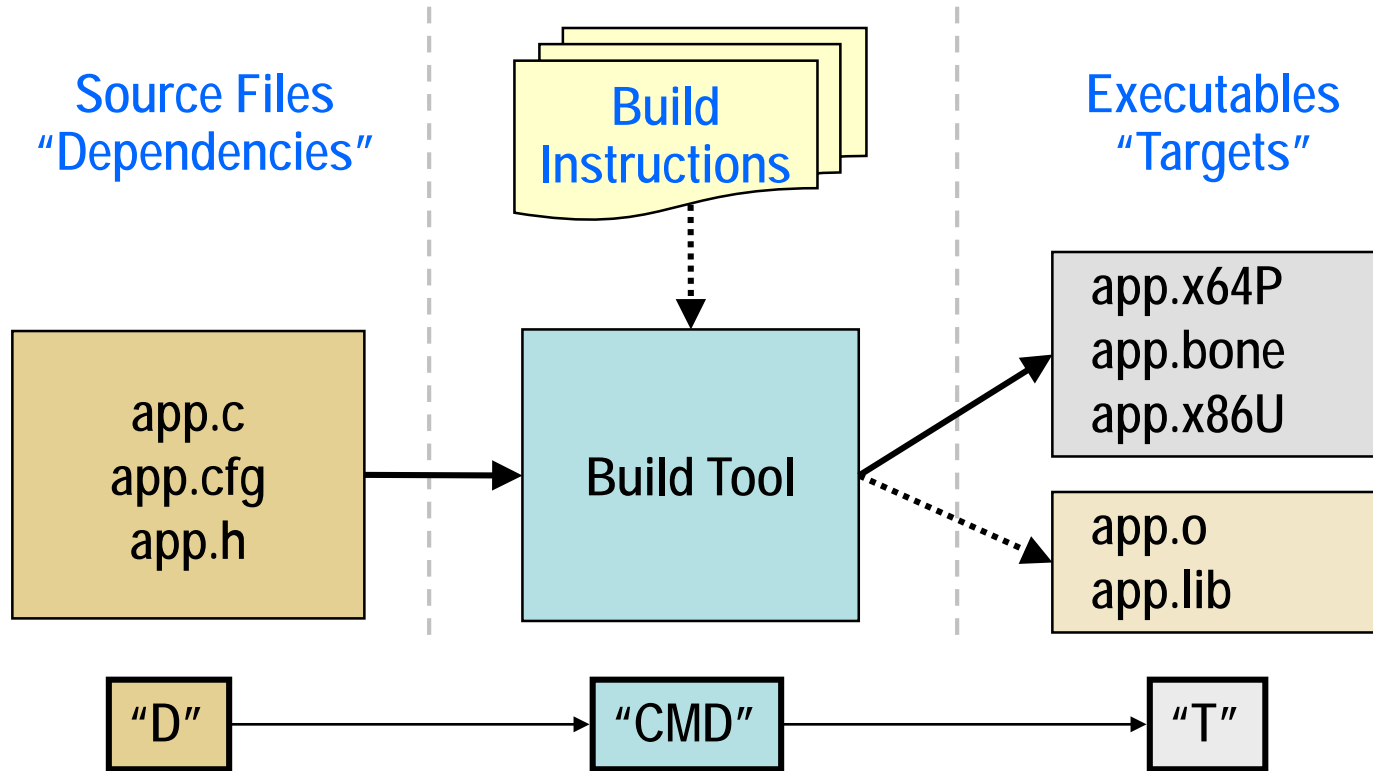 Source Files
“Dependencies”
Build
Instructions
Executables
“Targets”
app.c
app.cfg
app.h
Build Tool
app.x64P
app.bone
app.x86U
app.o
app.lib
“D”
“CMD”
“T”